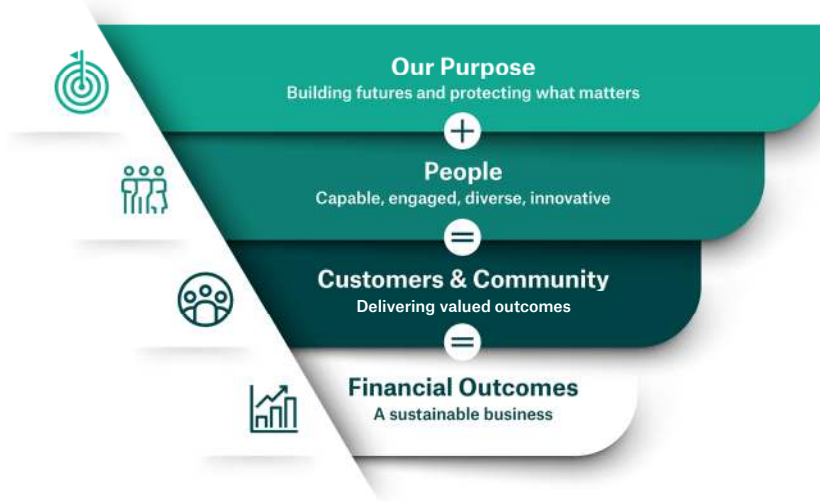 Our Purpose
Building futures and protecting what matters
+
People
Capable, engaged, diverse, innovative
=
Customers & Community
Delivering valued outcomes
=
Financial Outcomes
A sustainable business